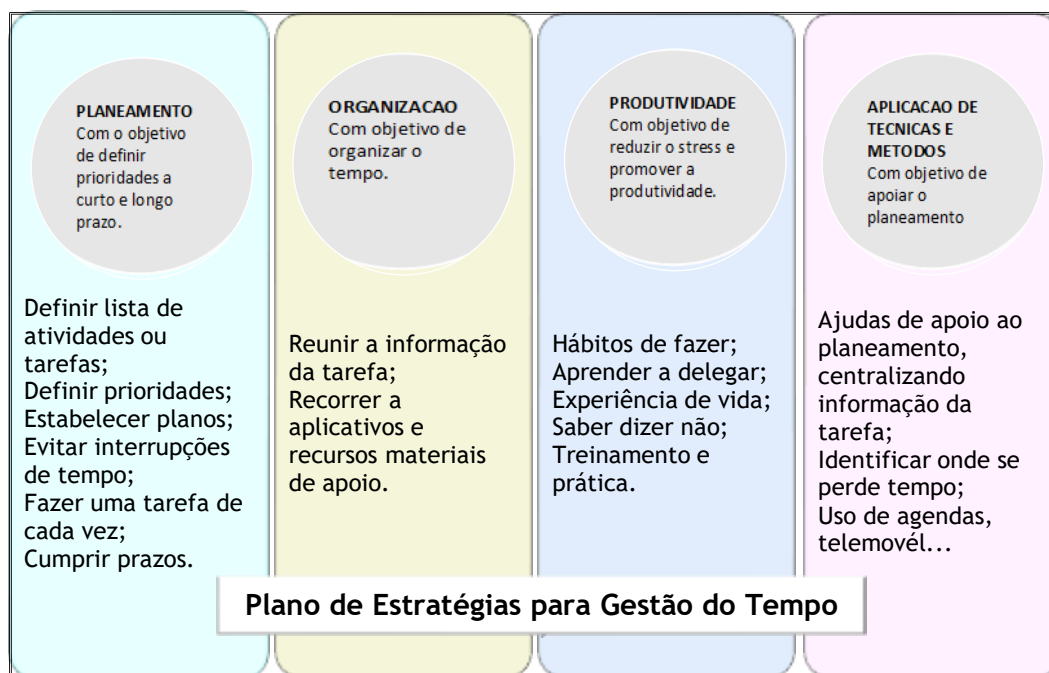 PLANEAMENTO
Com o objetivo
de definir
prioridades a
curto e longo
prazo.
Definir lista de
atividades ou
tarefas;
Definir prioridades;
Estabelecer planos;
Evitar interrupções
de tempo;
Fazer uma tarefa de
cada vez;
Cumprir prazos.
ORGANIZACAO
Com objetivo de
organizar o
tempo.
Reunir a informação
da tarefa;
Recorrer a
aplicativos e
recursos materiais
de apoio.
PRODUTIVIDADE
Com objetivo de
reduzir o stress e
promover a
produtividade.
Hábitos de fazer;
Aprender a delegar;
Experiência de vida;
Saber dizer não;
Treinamento e
prática.
APLICACAO DE
TECNICAS E
METODOS
Com objetivo de
apoiar o
planeamento
Ajudas de apoio ao
planeamento,
centralizando
informação da
tarefa;
Identificar onde se
perde tempo;
Uso de agendas,
telemovél...
Plano de Estratégias para Gestão do Tempo